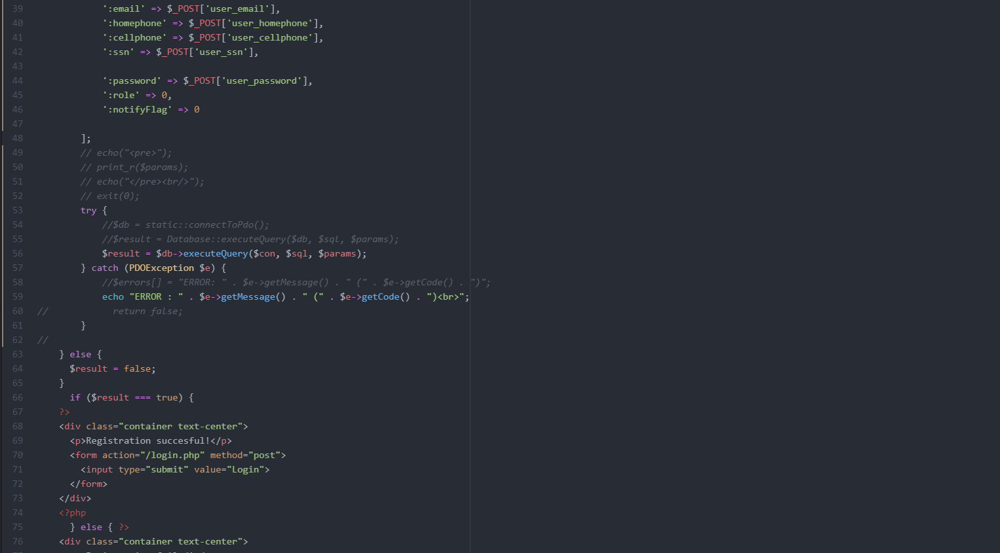 39 ':email' => $_POST['user_email'],
40 ':homephone' => $_POST['user_homephone'],
41 ':cellphone' => $_POST['user_cellphone'],
42 ':ssn' => $_POST['user_ssn'],
43
44 ':password' => $_POST['user_password'],
45 ':role' => 0,
46 ':notifyFlag' => 0
47
48 ];
49 // echo("<pre>");
50 // print_r($params);
51 // echo("</pre><br/>");
52 // exit(0);
53 try {
54 //$db = static::connectToPdo();
55 //$result = Database::executeQuery($db, $sql, $params);
56 $result = $db->executeQuery($con, $sql, $params);
57 } catch (PDOException $e) {
58 //$errors[] = "ERROR: " . $e->getMessage() . " (" . $e->getCode() . ")";
59 echo "ERROR : " . $e->getMessage() . " (" . $e->getCode() . ")<br>";
60 // return false;
61 }
62 //
63 } else {
64 $result = false;
65 }
66 if ($result === true) {
67 ?>
68 <div class="container text-center">
69 <p>Registration succesful!</p>
70 <form action="/login.php" method="post">
71 <input type="submit" value="Login">
72 </form>
73 </div>
74 <?php
75 } else { ?>
76 <div class="container text-center">